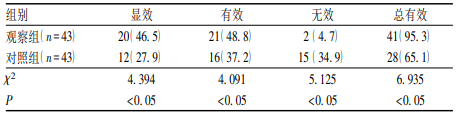 组别 显效 有效 无效 总有效
观察组(n=43) 20(46.5) 21(48.8) 2(4.7) 41(95.3)
对照组(n=43) 12(27.9) 16(37.2) 15(34.9) 28(65.1)
χ² 4.394 4.091 5.125 6.935
P <0.05 <0.05 <0.05 <0.05